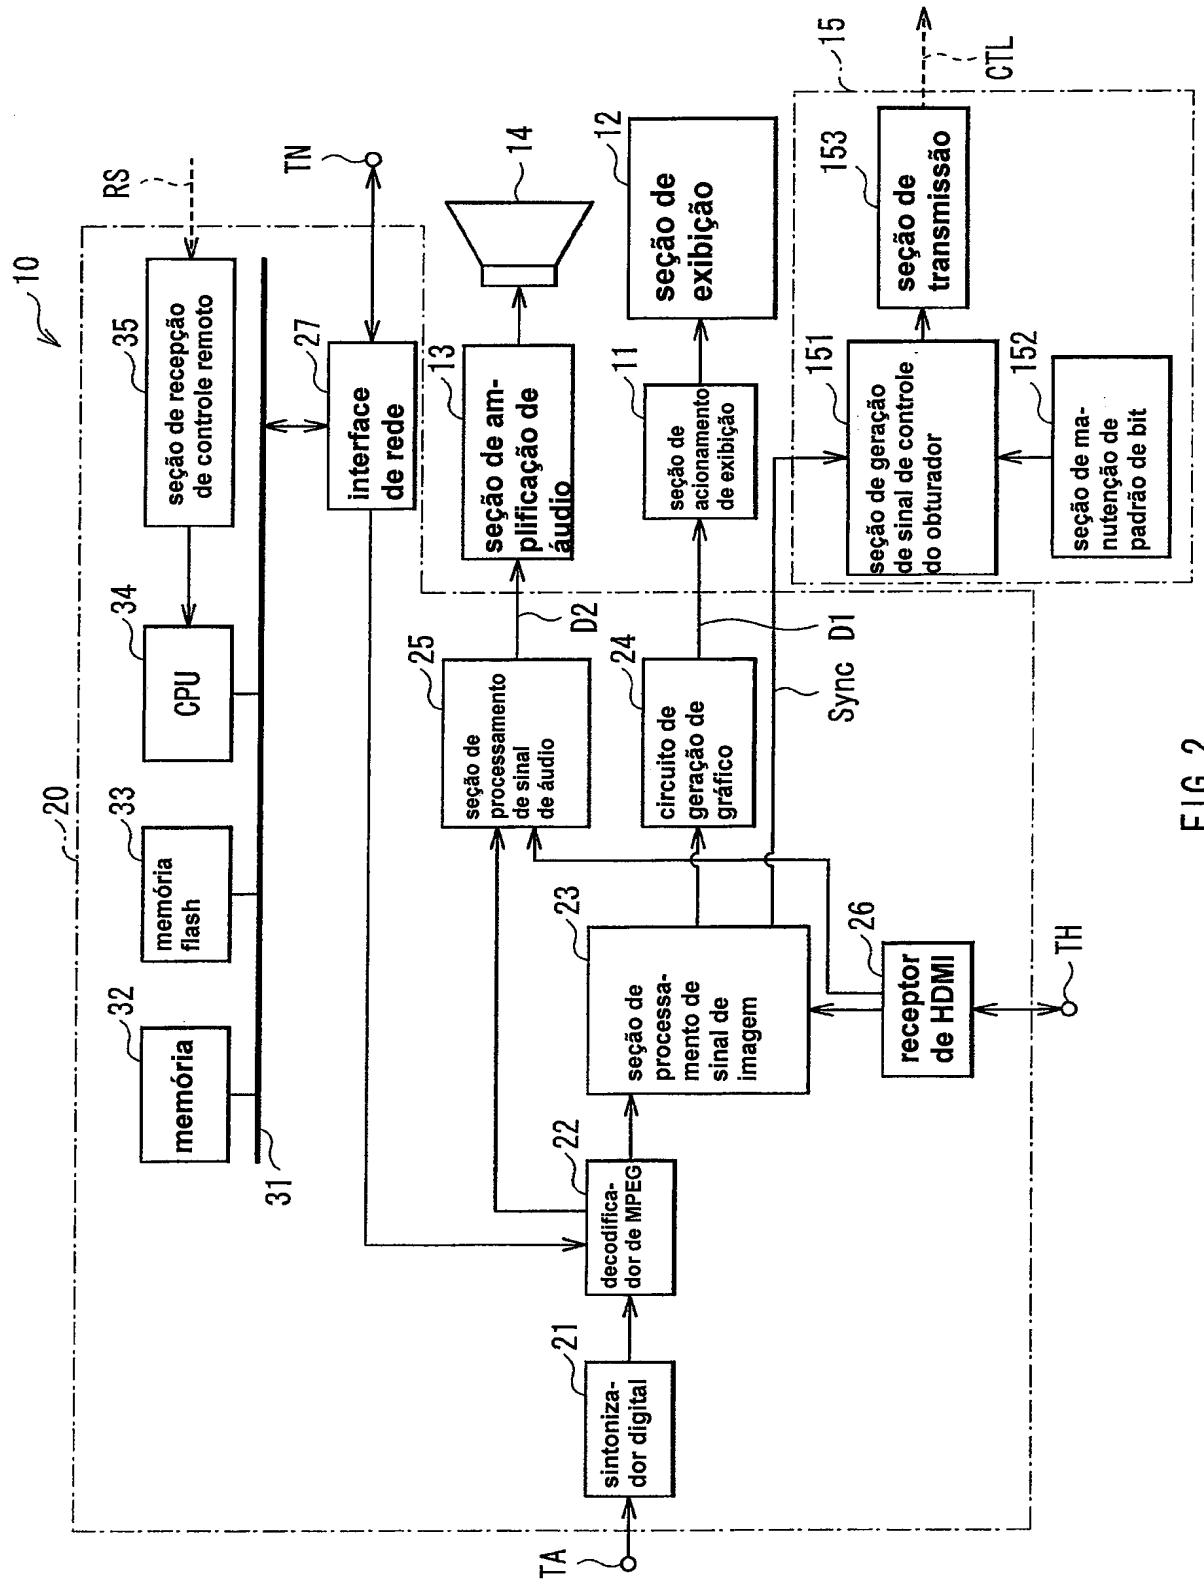 10
20
RS
35
seção de recepção
de controle remoto
34
CPU
33
memória
flash
32
memória
31
TN
27
interface
de rede
14
13
seção de am-
plificação de
áudio
D2
25
seção de
processamento
de sinal
de áudio
12
seção de
exibição
11
seção de
acionamento
de exibição
D1
24
circuito de
geração de
gráfico
Sync
23
seção de
processa-
mento de
sinal de
imagem
22
decodifica-
dor de MPEG
21
sintoniza-
dor digital
TA
26
receptor
de HDMI
TH
15
CTL
153
seção de
transmissão
151
seção de geração
de sinal de controle
do obturador
152
seção de ma-
nutenção de
padrão de bit
FIG.2